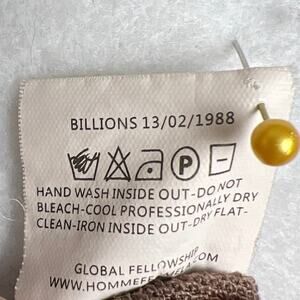 BILLIONS 13/02/1988
P
HAND WASH INSIDE OUT-DO NOT
BLEACH-COOL PROFESSIONALLY DRY
CLEAN-IRON INSIDE OUT-DRY FLAT-
GLOBAL FELLOWSHIP